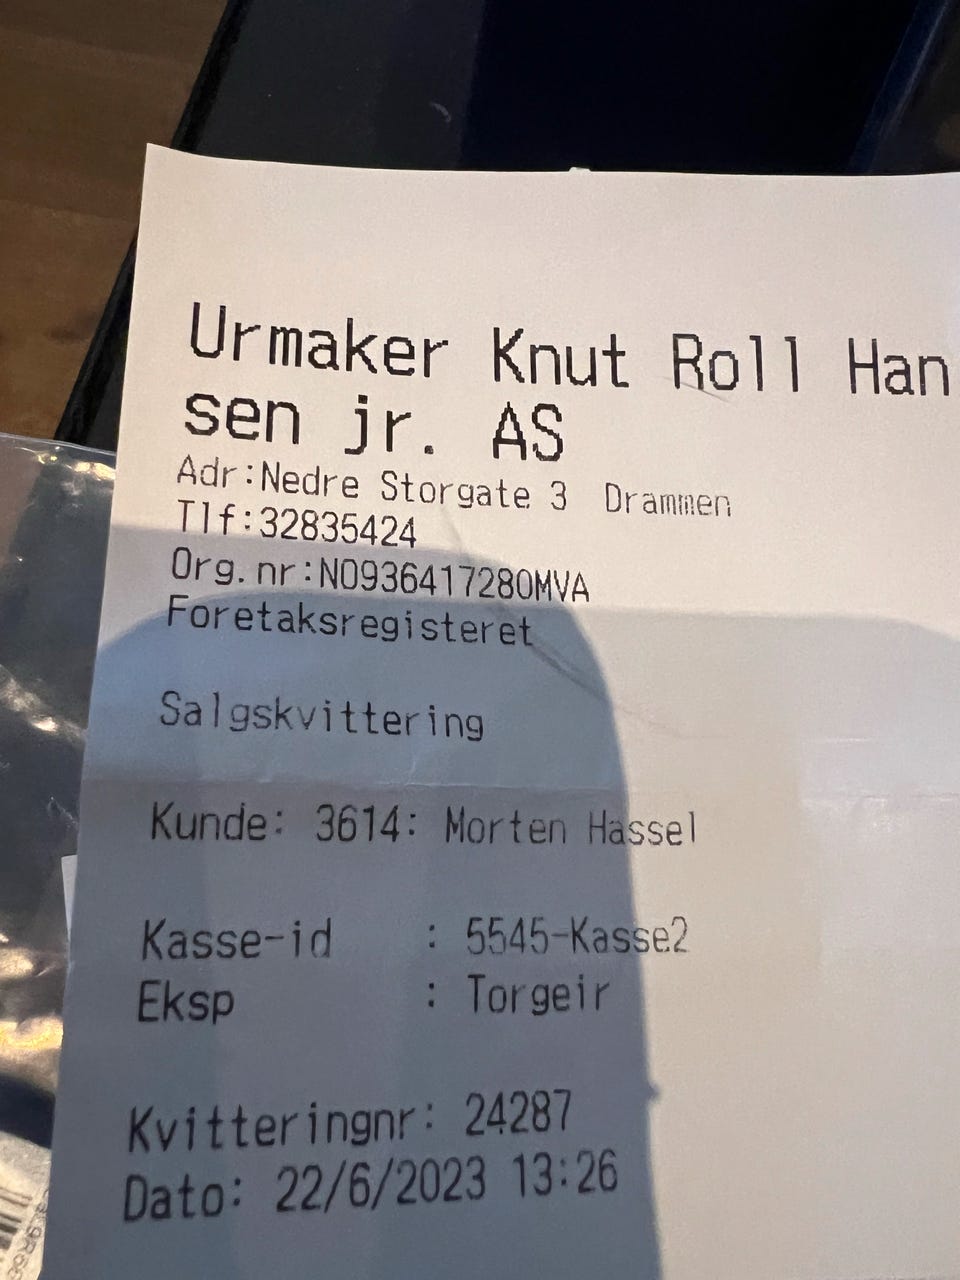 Urmaker Knut Roll Han
sen jr. AS
Adr:Nedre Storgate 3 Drammen
Tlf:32835424
Org.nr:NO936417280MVA
Foretaksregisteret
Salgskvittering
Kunde: 3614: Morten Hassel
Kasse-id : 5545-Kasse2
Eksp : Torgeir
Kvitteringnr: 24287
Dato: 22/6/2023 13:26